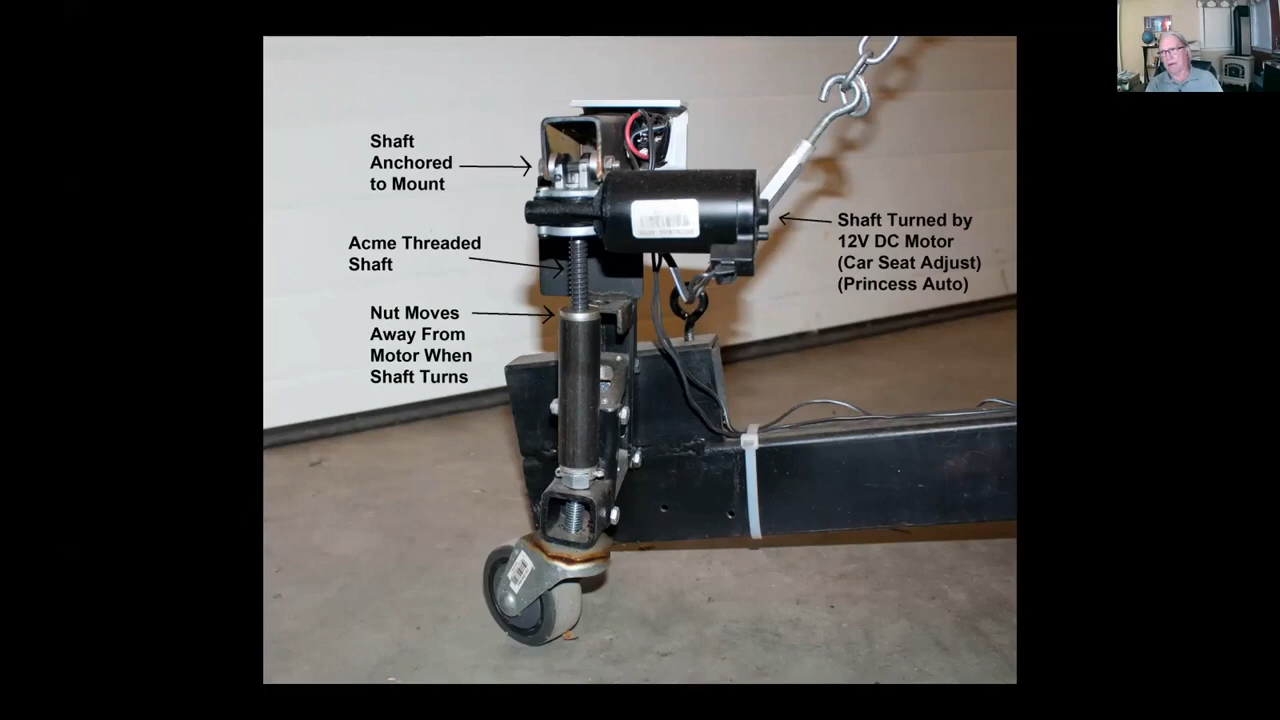 Shaft
Anchored
to Mount
Acme Threaded
Shaft
Nut Moves
Away From
Motor When
Shaft Turns
Shaft Turned by
12V DC Motor
(Car Seat Adjust)
(Princess Auto)